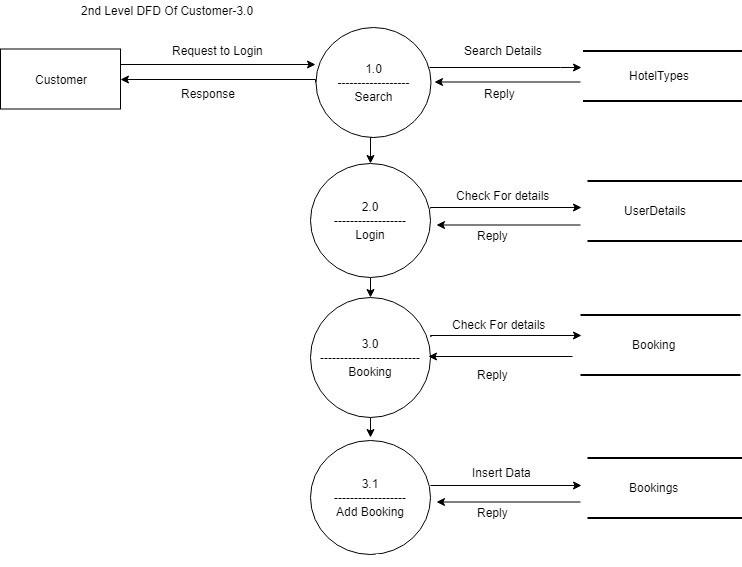 2nd Level DFD Of Customer-3.0
Request to Login
Search Details
1.0
Customer
HotelTypes
Response
Search
Reply
Check For details
2.0
UserDetails
Login
Reply
Check For details
3.0
Booking
Booking
Reply
Insert Data
3.1
Bookings
Add Booking
Reply